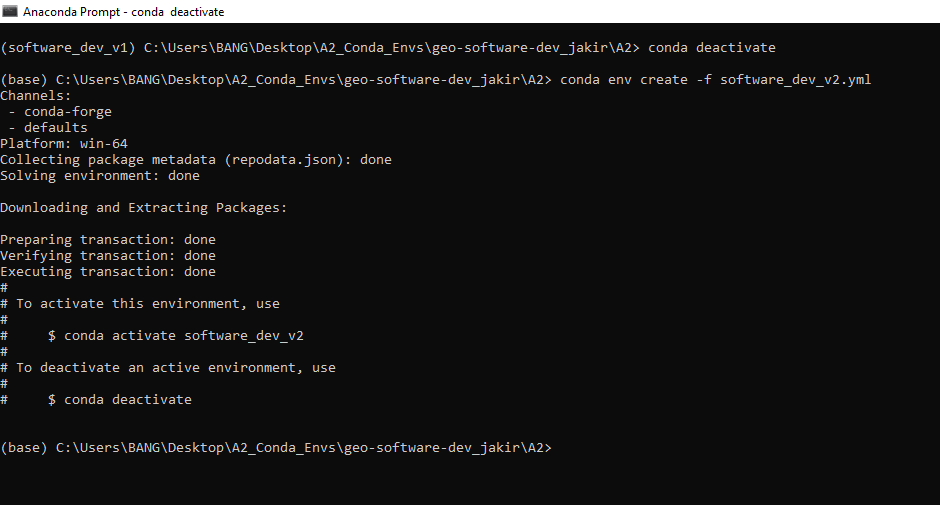 Anaconda Prompt - conda  deactivate
(software_dev_v1) C:\Users\BANG\Desktop\A2_Conda_Envs\geo-software-dev_jakir\A2> conda deactivate
(base) C:\Users\BANG\Desktop\A2_Conda_Envs\geo-software-dev_jakir\A2> conda env create -f software_dev_v2.yml
Channels:
 - conda-forge
 - defaults
Platform: win-64
Collecting package metadata (repodata.json): done
Solving environment: done
Downloading and Extracting Packages:
Preparing transaction: done
Verifying transaction: done
Executing transaction: done
#
# To activate this environment, use
#
#     $ conda activate software_dev_v2
#
# To deactivate an active environment, use
#
#     $ conda deactivate
(base) C:\Users\BANG\Desktop\A2_Conda_Envs\geo-software-dev_jakir\A2>